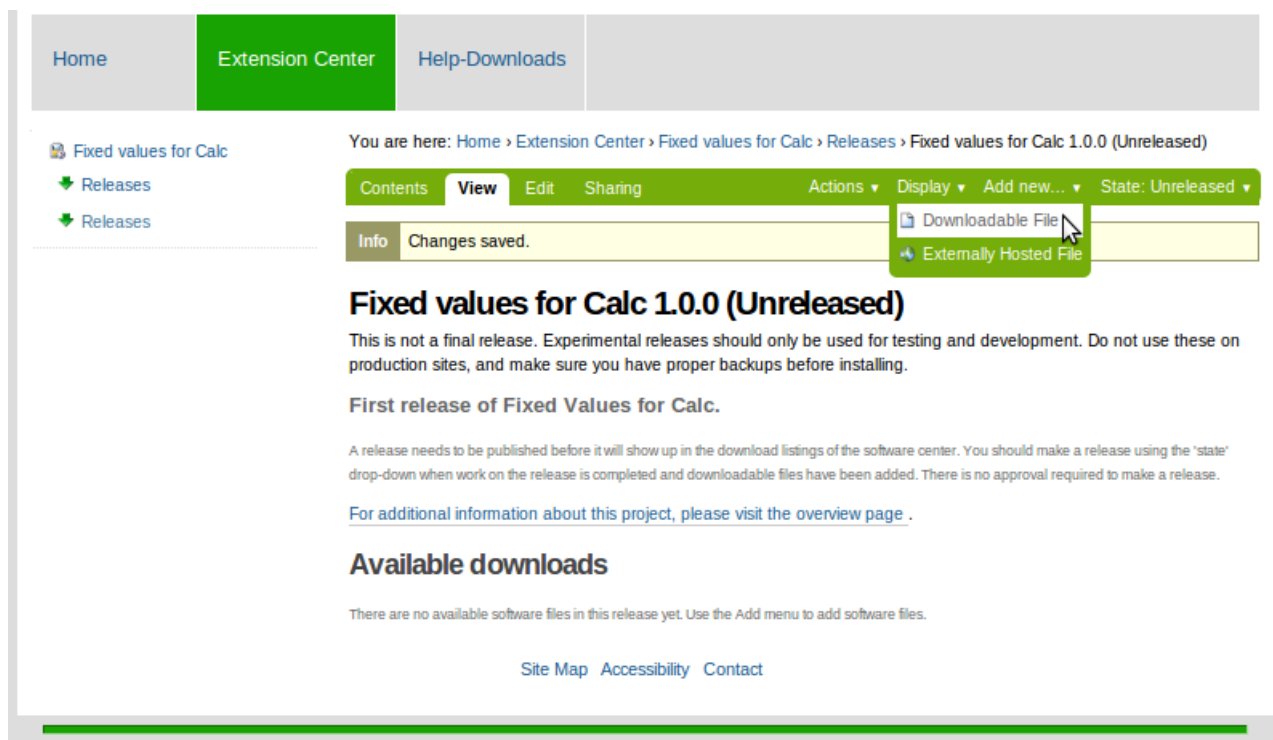 Home Extension Center Help-Downloads
Fixed values for Calc
Releases
Releases
You are here: Home › Extension Center › Fixed values for Calc › Releases › Fixed values for Calc 1.0.0 (Unreleased)
Contents View Edit Sharing Actions ▾ Display ▾ Add new... ▾ State: Unreleased ▾
Downloadable File
Externally Hosted File
Info Changes saved.
Fixed values for Calc 1.0.0 (Unreleased)
This is not a final release. Experimental releases should only be used for testing and development. Do not use these on
production sites, and make sure you have proper backups before installing.
First release of Fixed Values for Calc.
A release needs to be published before it will show up in the download listings of the software center. You should make a release using the 'state'
drop-down when work on the release is completed and downloadable files have been added. There is no approval required to make a release.
For additional information about this project, please visit the overview page .
Available downloads
There are no available software files in this release yet. Use the Add menu to add software files.
Site Map Accessibility Contact